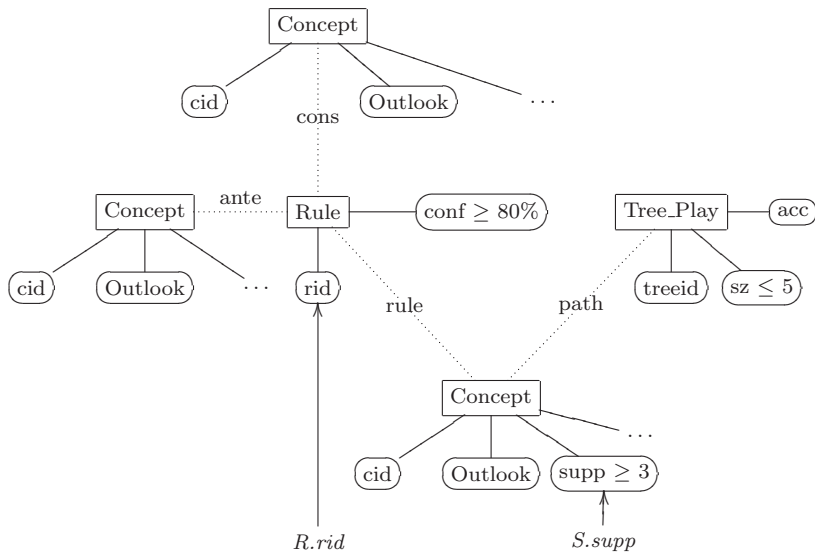 Concept
cid
Outlook
...
cons
Concept
ante
Rule
conf ≥ 80%
Tree_Play
acc
cid
Outlook
...
rid
treeid
sz ≤ 5
rule
path
Concept
...
cid
Outlook
supp ≥ 3
R.rid
S.supp